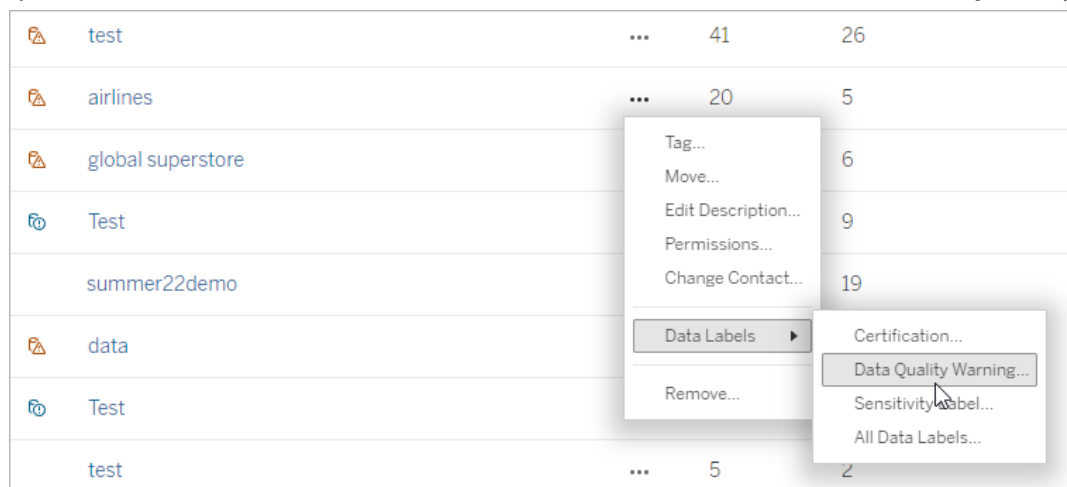 test ... 41 26
airlines ... 20 5
global superstore 6
Test 9
summer22demo 19
data
Test
test ... 5 2
Tag...
Move...
Edit Description...
Permissions...
Change Contact...
Data Labels
Remove...
Certification...
Data Quality Warning...
Sensitivity Label...
All Data Labels...